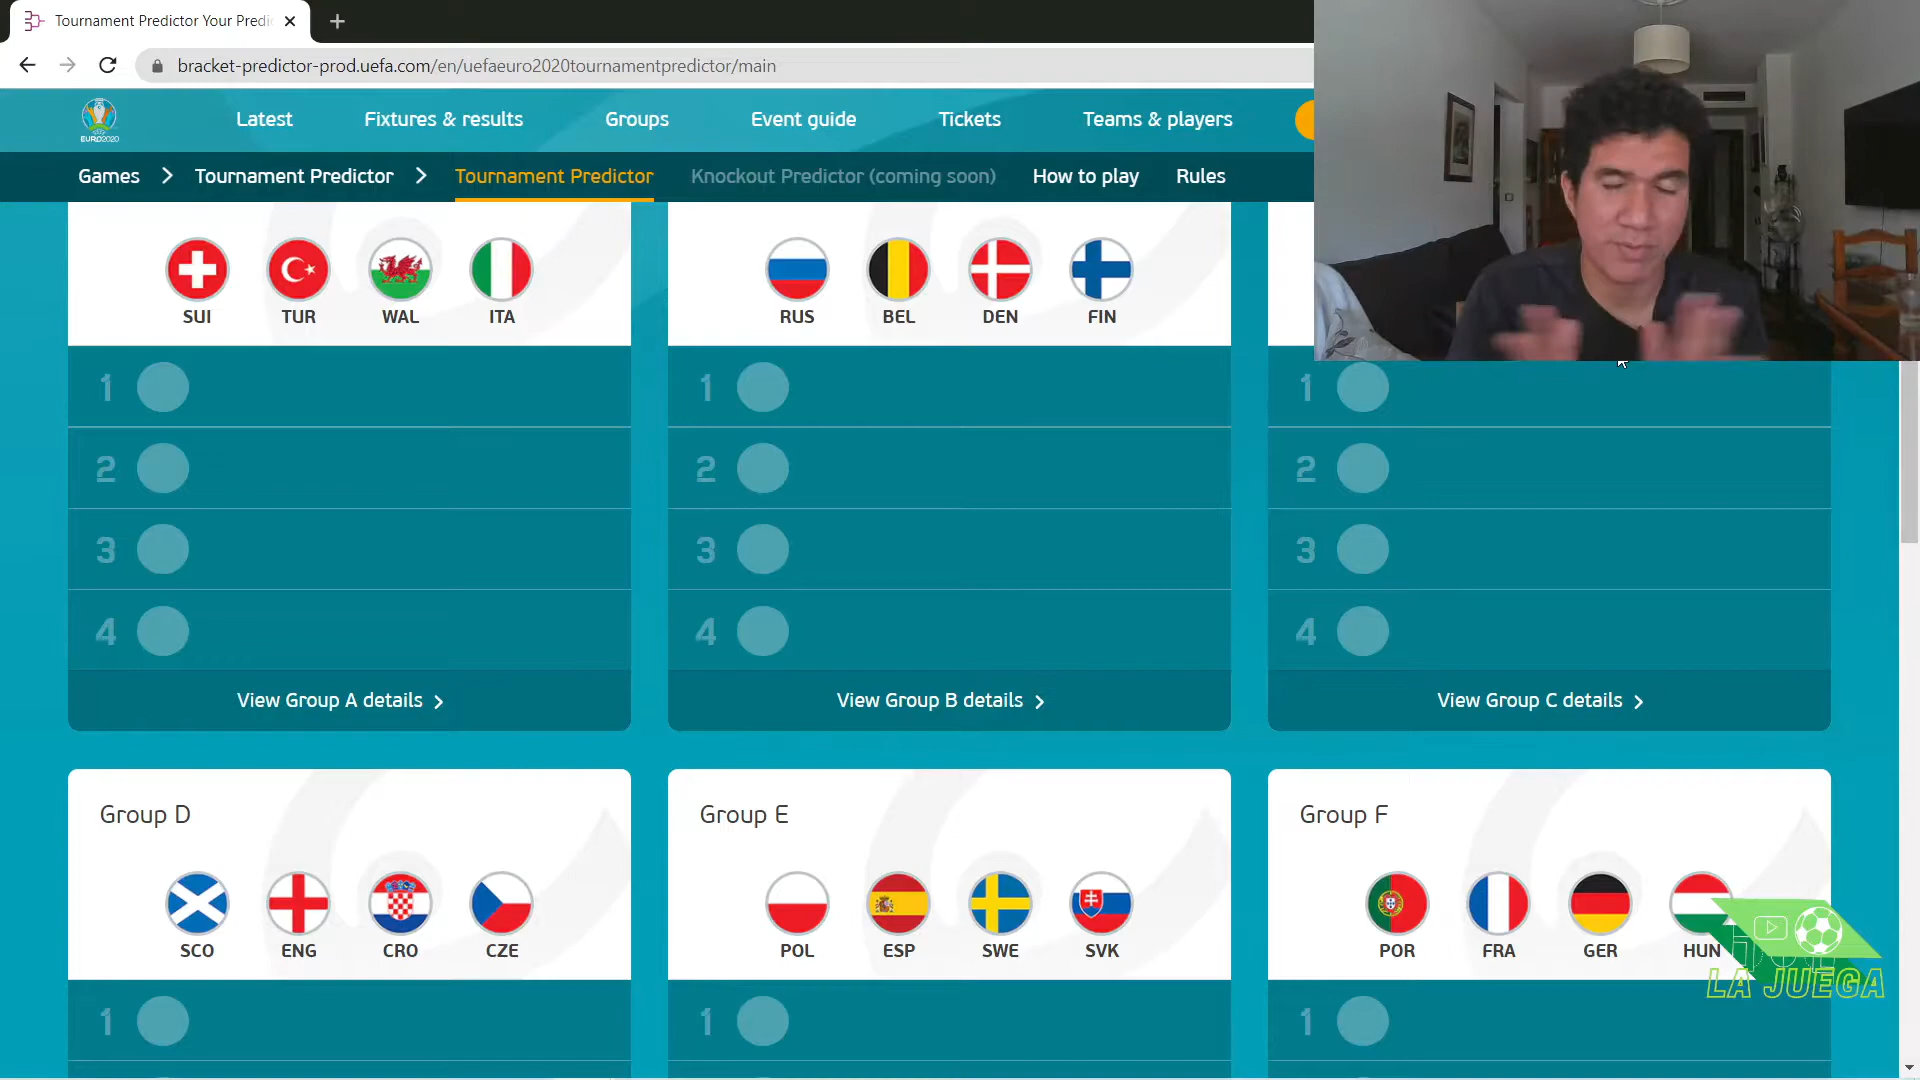 Tournament Predictor Your Predi
bracket-predictor-prod.uefa.com/en/uefaeuro2020tournamentpredictor/main
EURO2020
Latest
Fixtures & results
Groups
Event guide
Tickets
Teams & players
Games
Tournament Predictor
Tournament Predictor
Knockout Predictor (coming soon)
How to play
Rules
SUI TUR WAL ITA
RUS BEL DEN FIN
1 1 1
2 2 2
3 3 3
4 4 4
View Group A details
View Group B details
View Group C details
Group D
Group E
Group F
SCO ENG CRO CZE
POL ESP SWE SVK
POR FRA GER HUN
LA JUEGA
1 1 1